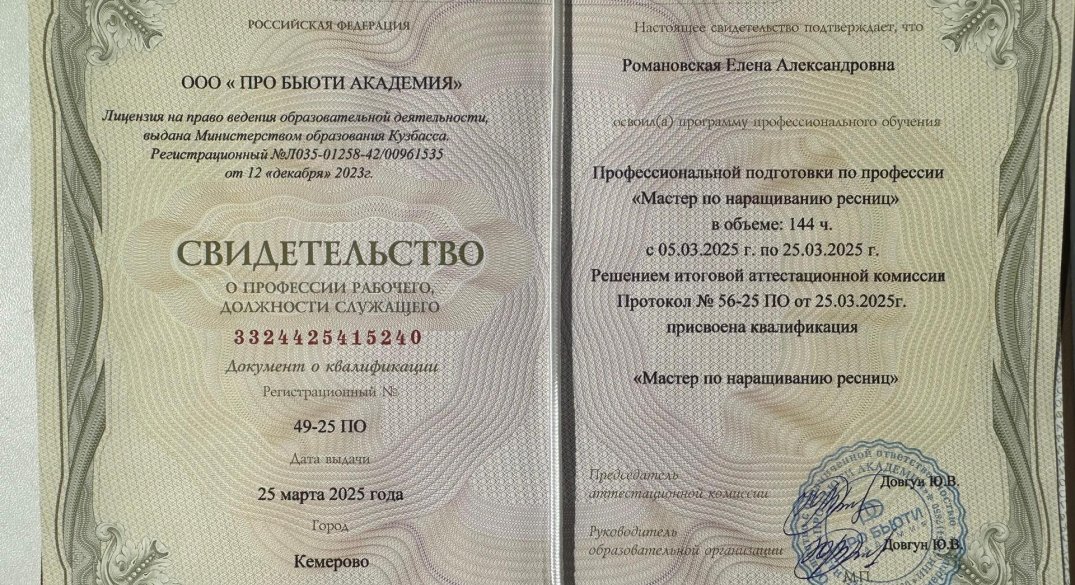 РОССИЙСКАЯ ФЕДЕРАЦИЯ
ООО « ПРО БЬЮТИ АКАДЕМИЯ»
Лицензия на право ведения образовательной деятельности,
выдана Министерством образования Кузбасса.
Регистрационный №Л035-01258-42/00961535
от 12 «декабря» 2023г.
СВИДЕТЕЛЬСТВО
О ПРОФЕССИИ РАБОЧЕГО,
ДОЛЖНОСТИ СЛУЖАЩЕГО
3324425415240
Документ о квалификации
Регистрационный №
49-25 ПО
Дата выдачи
25 марта 2025 года
Город
Кемерово
Настоящее свидетельство подтверждает, что
Романовская Елена Александровна
освоил(а) программу профессионального обучения
Профессиональной подготовки по профессии
«Мастер по наращиванию ресниц»
в объеме: 144 ч.
с 05.03.2025 г. по 25.03.2025 г.
Решением итоговой аттестационной комиссии
Протокол № 56-25 ПО от 25.03.2025г.
присвоена квалификация
«Мастер по наращиванию ресниц»
Председатель
аттестационной комиссии
Довгун Ю.В.
Руководитель
образовательной организации
Довгун Ю.В.
М.П.
БЬЮТИ